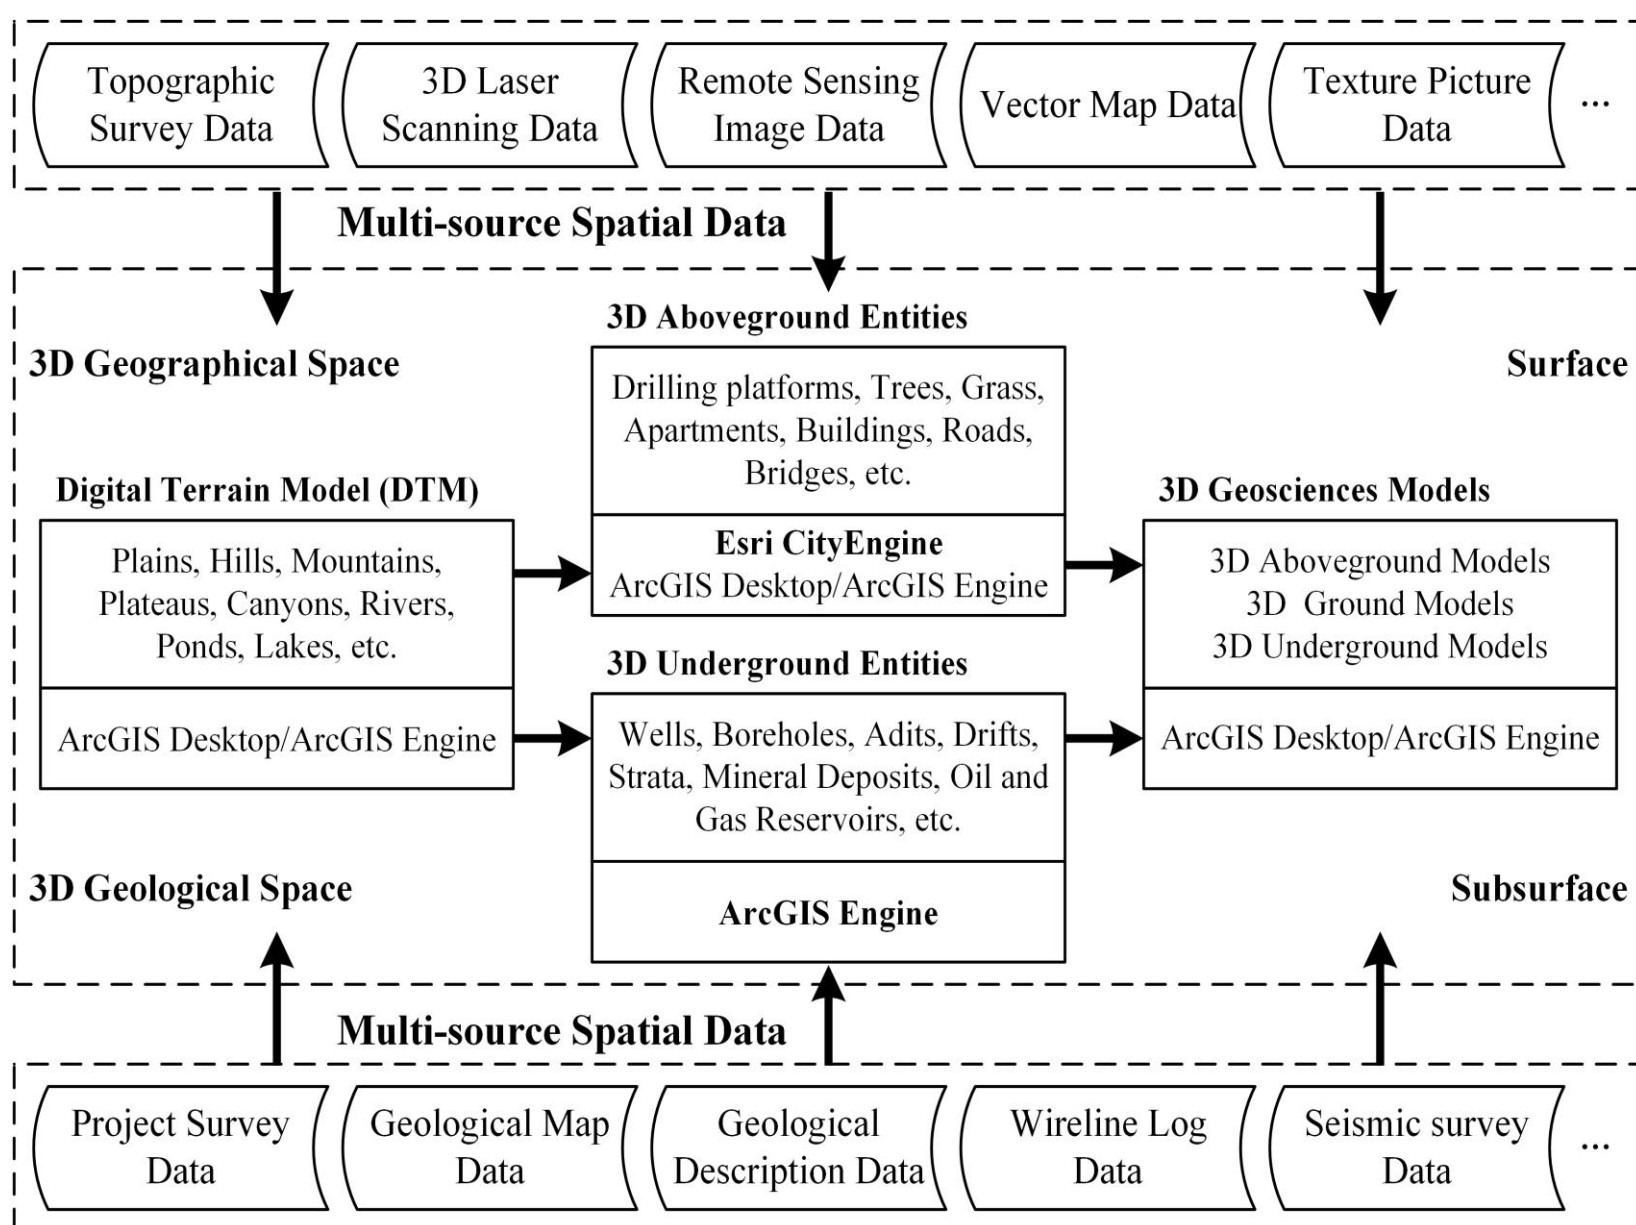 Topographic
Survey Data
3D Laser
Scanning Data
Remote Sensing
Image Data
Vector Map Data
Texture Picture
Data
...
Multi-source Spatial Data
3D Geographical Space
Surface
3D Aboveground Entities
Drilling platforms, Trees, Grass,
Apartments, Buildings, Roads,
Bridges, etc.
Esri CityEngine
ArcGIS Desktop/ArcGIS Engine
Digital Terrain Model (DTM)
Plains, Hills, Mountains,
Plateaus, Canyons, Rivers,
Ponds, Lakes, etc.
ArcGIS Desktop/ArcGIS Engine
3D Underground Entities
Wells, Boreholes, Adits, Drifts,
Strata, Mineral Deposits, Oil and
Gas Reservoirs, etc.
ArcGIS Engine
3D Geosciences Models
3D Aboveground Models
3D Ground Models
3D Underground Models
ArcGIS Desktop/ArcGIS Engine
3D Geological Space
Subsurface
Multi-source Spatial Data
Project Survey
Data
Geological Map
Data
Geological
Description Data
Wireline Log
Data
Seismic survey
Data
...